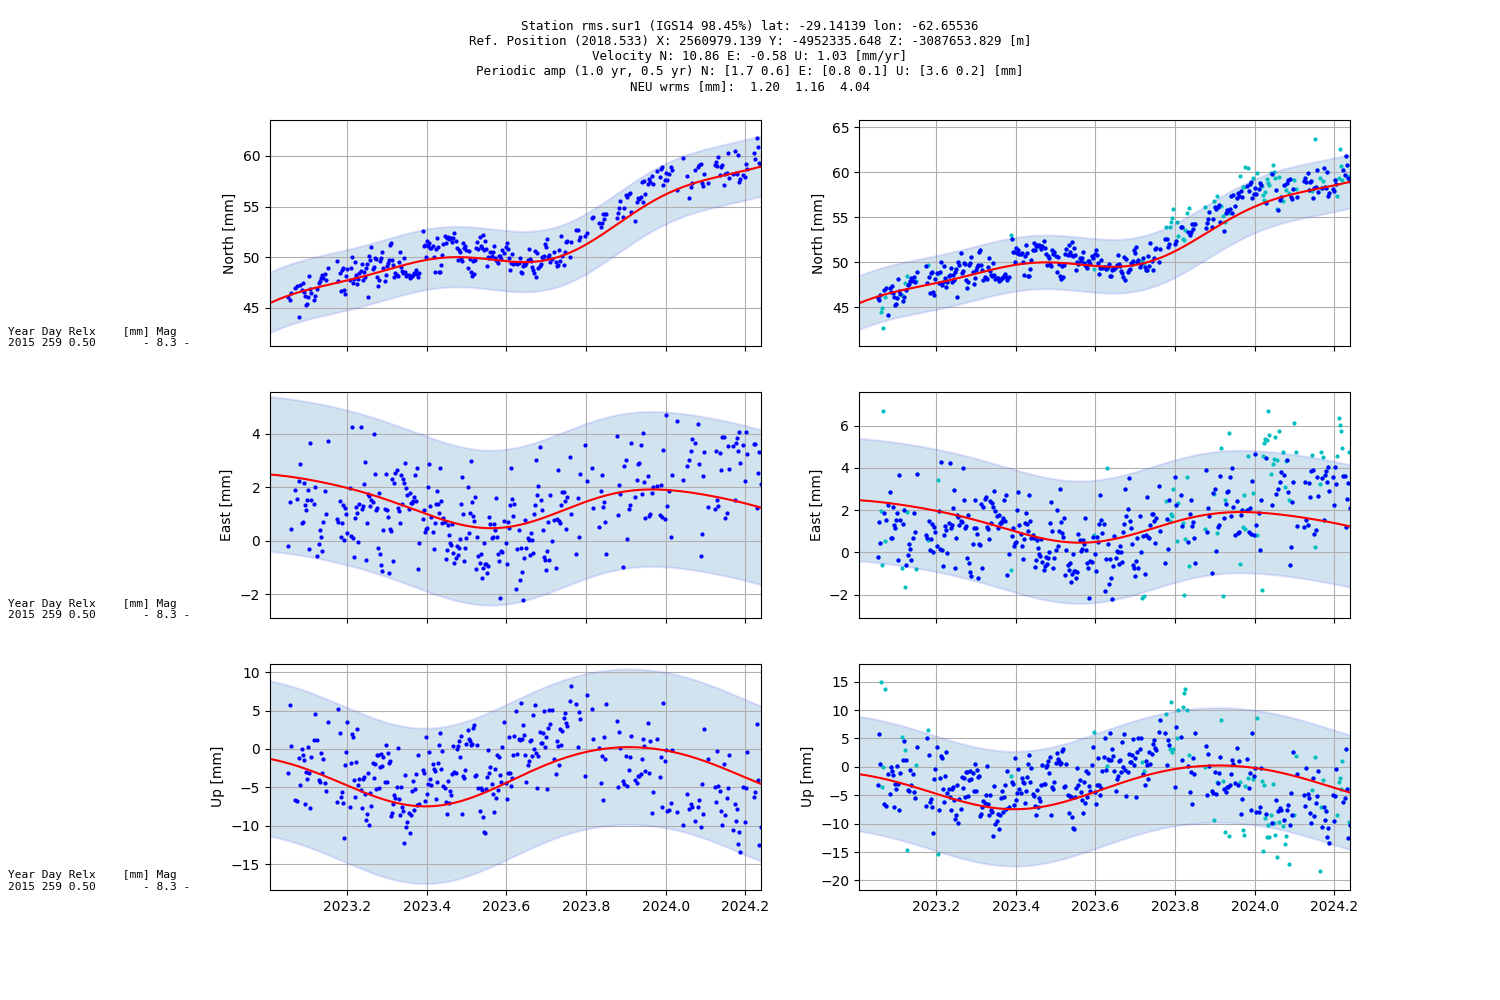 Station rms.sur1 (IGS14 98.45%) lat: -29.14139 lon: -62.65536
Ref. Position (2018.533) X: 2560979.139 Y: -4952335.648 Z: -3087653.829 [m]
Velocity N: 10.86 E: -0.58 U: 1.03 [mm/yr]
Periodic amp (1.0 yr, 0.5 yr) N: [1.7 0.6] E: [0.8 0.1] U: [3.6 0.2] [mm]
NEU wrms [mm]:  1.20  1.16  4.04
North [mm]
60
55
50
45
North [mm]
65
60
55
50
45
Year Day Relx    [mm] Mag
2015 259 0.50       - 8.3 -
East [mm]
4
2
0
−2
East [mm]
6
4
2
0
−2
Year Day Relx    [mm] Mag
2015 259 0.50       - 8.3 -
Up [mm]
10
5
0
−5
−10
−15
Up [mm]
15
10
5
0
−5
−10
−15
−20
Year Day Relx    [mm] Mag
2015 259 0.50       - 8.3 -
2023.2 2023.4 2023.6 2023.8 2024.0 2024.2
2023.2 2023.4 2023.6 2023.8 2024.0 2024.2